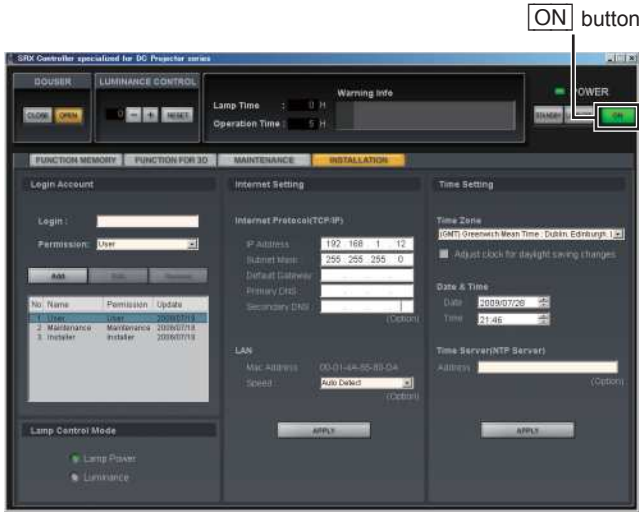 ON button
SRX Controller specialized for DC Projector series
DOUSER
LUMINANCE CONTROL
Warning Info
POWER
CLOSE OPEN
0 - + RESET
Lamp Time : 0 H
Operation Time : 5 H
STANDBY
ON
FUNCTION MEMORY FUNCTION FOR 3D MAINTENANCE INSTALLATION
Login Account
Login :
Permission: User
Add
No Name Permission Update
1 User User 2009/07/18
2 Maintenance Maintenance 2009/07/18
3 Installer Installer 2009/07/18
Lamp Control Mode
Lamp Power
Luminance
Internet Setting
Internet Protocol(TCP/IP)
IP Address 192 . 168 . 1 . 12
Subnet Mask 255 . 255 . 255 . 0
Default Gateway
Primary DNS
Secondary DNS
(Option)
LAN
Mac Address
Speed : Auto Detect
(Option)
APPLY
Time Setting
Time Zone
(GMT) Greenwich Mean Time : Dublin, Edinburgh, L
Adjust clock for daylight saving changes
Date & Time
Date 2009/07/28
Time 21:46
Time Server(NTP Server)
Address
(Option)
APPLY